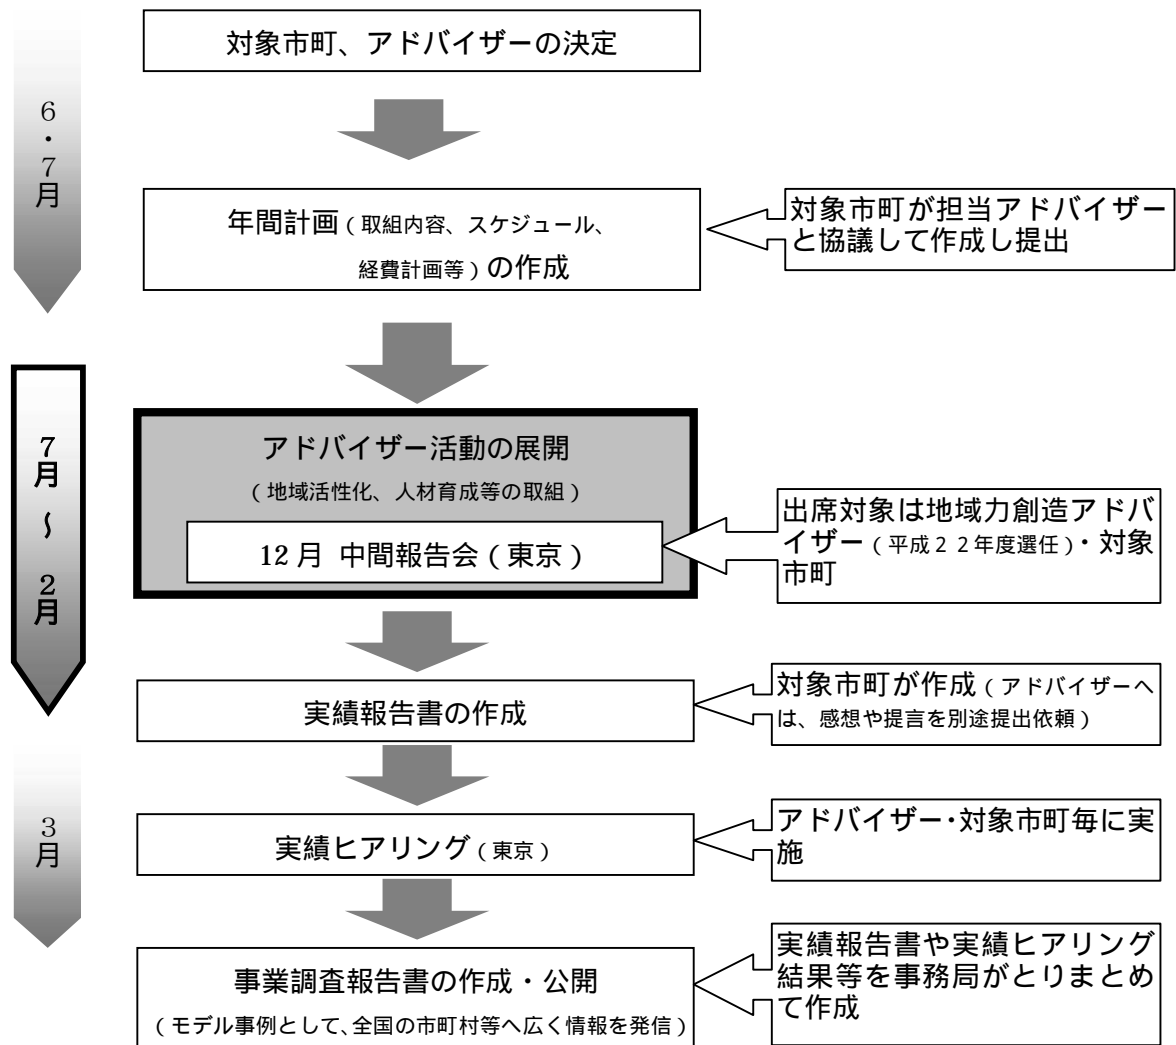 対象市町、アドバイザーの決定
6・7月
年間計画（取組内容、スケジュール、
経費計画等）の作成
対象市町が担当アドバイザー
と協議して作成し提出
7月～2月
アドバイザー活動の展開
（地域活性化、人材育成等の取組）
12月 中間報告会（東京）
出席対象は地域力創造アドバ
イザー（平成２２年度選任）・対象
市町
実績報告書の作成
対象市町が作成（アドバイザーへ
は、感想や提言を別途提出依頼）
3月
実績ヒアリング（東京）
アドバイザー・対象市町毎に実
施
事業調査報告書の作成・公開
（モデル事例として、全国の市町村等へ広く情報を発信）
実績報告書や実績ヒアリング
結果等を事務局がとりまとめ
て作成